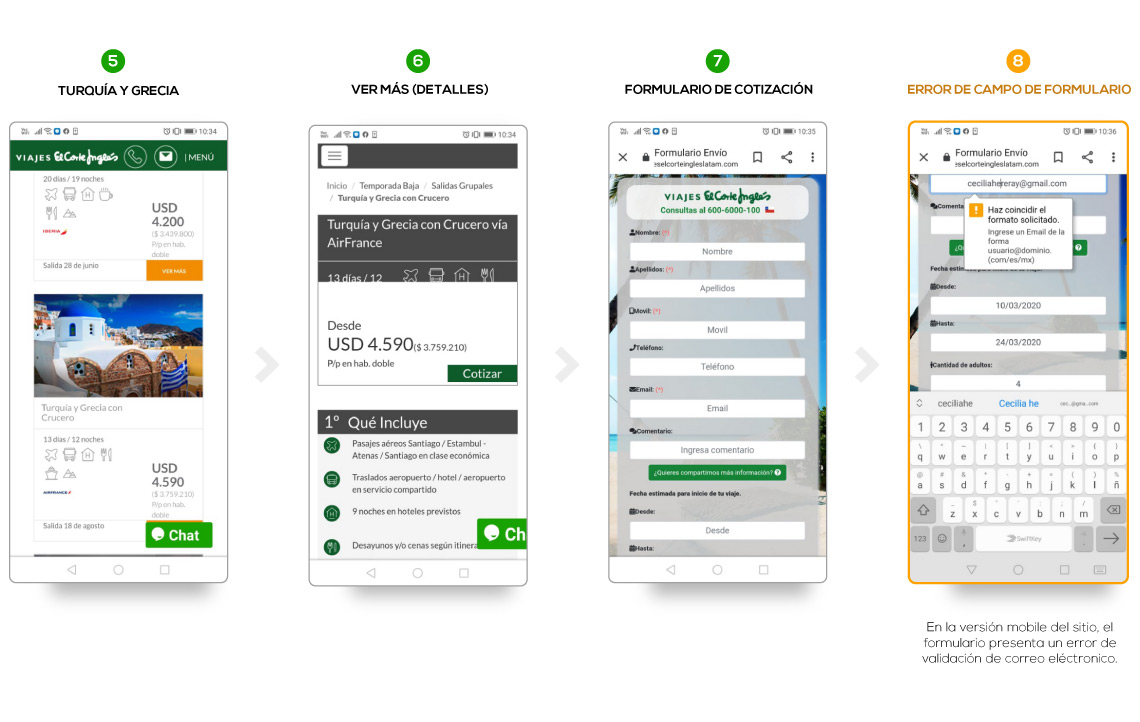 5
TURQUÍA Y GRECIA
10:34
VIAJES El Corte Inglés | MENÚ
20 días / 19 noches
USD
4.200
($ 3.439.800)
P/p en hab.
doble
IBERIA
Salida 28 de junio
VER MÁS
Turquía y Grecia con
Crucero
13 días / 12 noches
USD
4.590
($ 3.759.210)
P/p en hab.
doble
AIRFRANCE
Salida 18 de agosto
Chat
6
VER MÁS (DETALLES)
10:34
Inicio / Temporada Baja / Salidas Grupales
/ Turquía y Grecia con Crucero
Turquía y Grecia con Crucero vía
AirFrance
13 días / 12
Desde
USD 4.590($ 3.759.210)
P/p en hab. doble
Cotizar
1º Qué Incluye
Pasajes aéreos Santiago / Estambul -
Atenas / Santiago en clase económica
Traslados aeropuerto / hotel / aeropuerto
en servicio compartido
9 noches en hoteles previstos
Desayunos y/o cenas según itinera
Ch
7
FORMULARIO DE COTIZACIÓN
10:35
Formulario Envío
eselcorteingleslatam.com
VIAJES El Corte Inglés
Consultas al 600-6000-100
Nombre: (*)
Nombre
Apellidos: (*)
Apellidos
Movil: (*)
Movil
Teléfono:
Teléfono
Email: (*)
Email
Comentario:
Ingresa comentario
¿Quieres compartirnos más información? ?
Fecha estimada para inicio de tu viaje.
Desde:
Desde
Hasta:
8
ERROR DE CAMPO DE FORMULARIO
10:36
Formulario Envío
eselcorteingleslatam.com
ceciliahereray@gmail.com
Comenta
Haz coincidir el
formato solicitado.
Ingrese un Email de la
forma
usuario@dominio.
(com/es/mx)
¿Q
?
Fecha estimada para inicio de tu viaje.
Desde:
10/03/2020
Hasta:
24/03/2020
Cantidad de adultos:
4
ceciliahe Cecilia he cec...@gma...com
1 2 3 4 5 6 7 8 9 0
q w e r t y u i o p
a s d f g h j k l ñ
z x c v b n m
123 SwiftKey
En la versión mobile del sitio, el
formulario presenta un error de
validación de correo eléctronico.